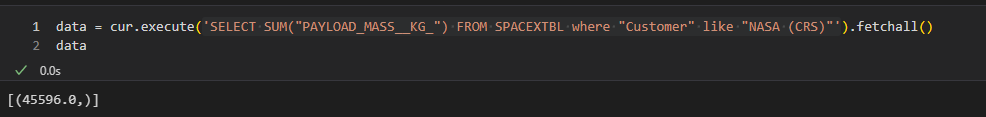 1 data = cur.execute('SELECT SUM("PAYLOAD_MASS__KG_") FROM SPACEXTBL where "Customer" like "NASA (CRS)"').fetchall()
2 data
✓ 0.0s
[(45596.0,)]